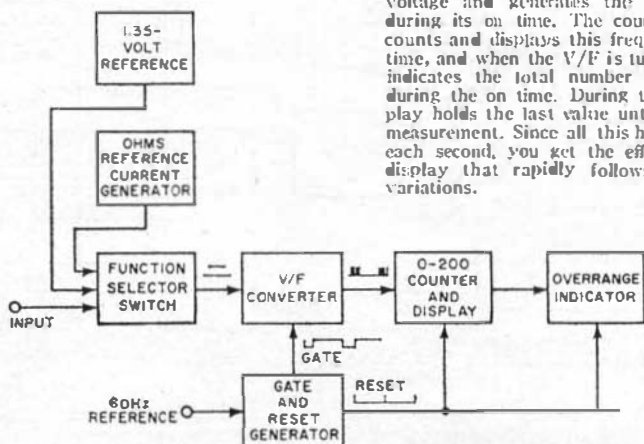 voltage and generates the
during its on time. The cou
counts and displays this freq
time, and when the V/F is tu
indicates the total number
during the on time. During t
play holds the last value unt
measurement. Since all this h
each second, you get the eff
display that rapidly follow
variations.
1.35-
VOLT
REFERENCE
OHMS
REFERENCE
CURRENT
GENERATOR
FUNCTION
SELECTOR
SWITCH
V/F
CONVERTER
0-200
COUNTER
AND
DISPLAY
OVERRANGE
INDICATOR
INPUT
GATE
60Hz
REFERENCE
GATE
AND
RESET
GENERATOR
RESET